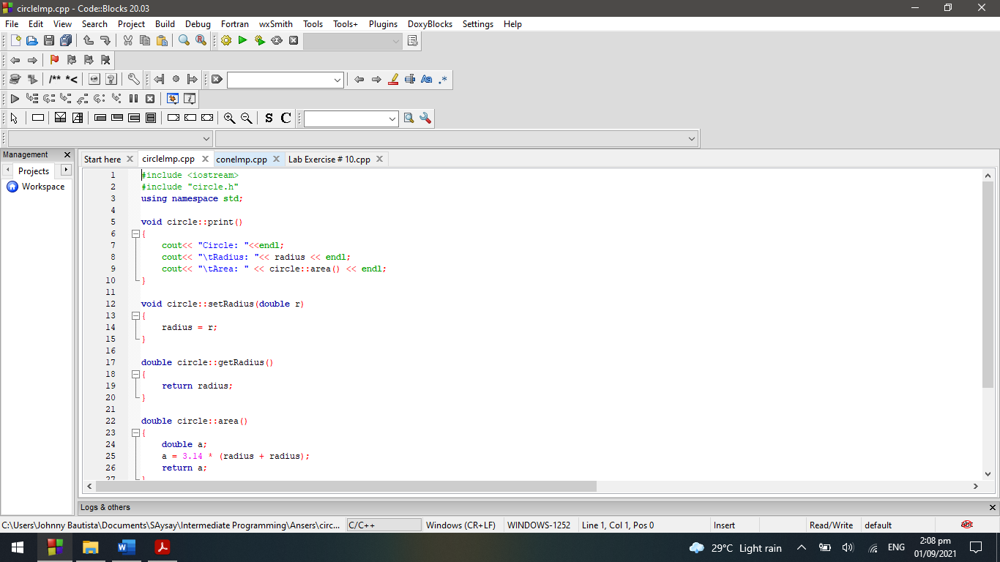 circleImp.cpp - Code::Blocks 20.03
File Edit View Search Project Build Debug Fortran wxSmith Tools Tools+ Plugins DoxyBlocks Settings Help
/** *<
Aa .*
S C
Management
Projects
Workspace
Start here circleImp.cpp coneImp.cpp Lab Exercise # 10.cpp
1 #include <iostream>
2 #include "circle.h"
3 using namespace std;
4
5 void circle::print()
6 {
7 cout<< "Circle: "<<endl;
8 cout<< "\tRadius: "<< radius << endl;
9 cout<< "\tArea: " << circle::area() << endl;
10 }
11
12 void circle::setRadius(double r)
13 {
14 radius = r;
15 }
16
17 double circle::getRadius()
18 {
19 return radius;
20 }
21
22 double circle::area()
23 {
24 double a;
25 a = 3.14 * (radius + radius);
26 return a;
27 }
Logs & others
C:\Users\Johnny Bautista\Documents\SAysay\Intermediate Programming\Ansers\circ... C/C++ Windows (CR+LF) WINDOWS-1252 Line 1, Col 1, Pos 0 Insert Read/Write default abc
29°C Light rain ENG 2:08 pm
01/09/2021